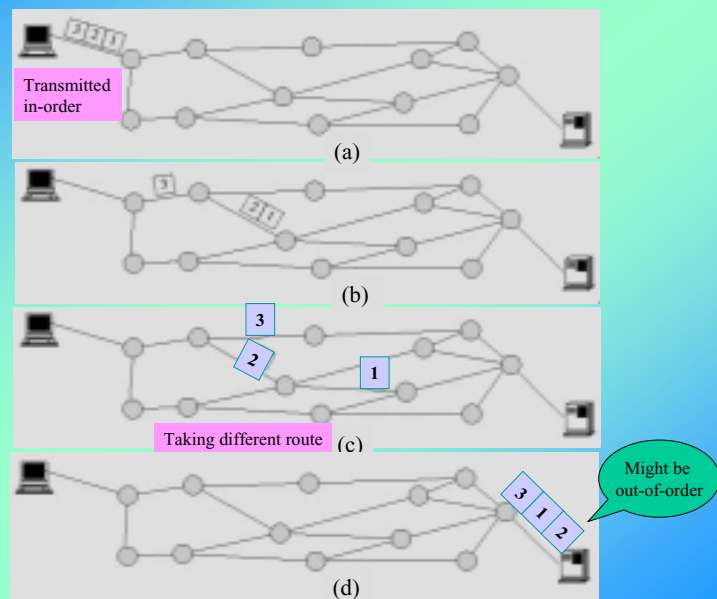 3 2 1
Transmitted
in-order
(a)
3
2 1
(b)
3
2
1
Taking different route
(c)
3 1 2
Might be
out-of-order
(d)